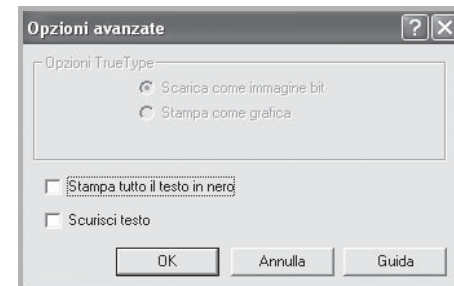 Opzioni avanzate
Opzioni TrueType
Scarica come immagine bit
Stampa come grafica
Stampa tutto il testo in nero
Scurisci testo
OK Annulla Guida